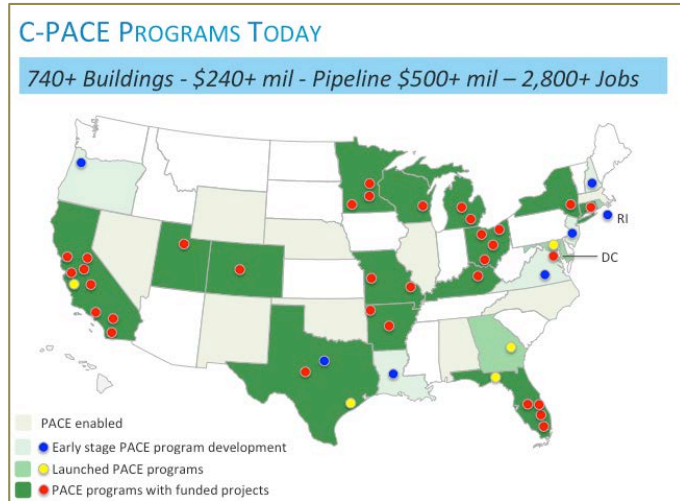 C-PACE PROGRAMS TODAY
740+ Buildings - $240+ mil - Pipeline $500+ mil – 2,800+ Jobs
RI
DC
PACE enabled
Early stage PACE program development
Launched PACE programs
PACE programs with funded projects